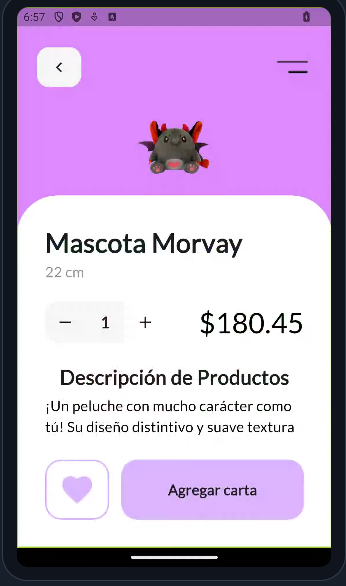 6:57
Mascota Morvay
22 cm
− 1 + $180.45
Descripción de Productos
¡Un peluche con mucho carácter como
tú! Su diseño distintivo y suave textura
Agregar carta